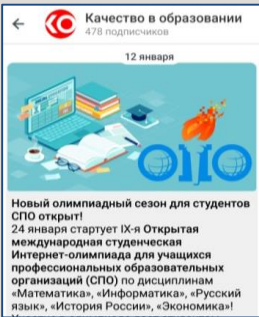 Качество в образовании
478 подписчиков
12 января
Новый олимпиадный сезон для студентов
СПО открыт!
24 января стартует IX-я Открытая
международная студенческая
Интернет-олимпиада для учащихся
профессиональных образовательных
организаций (СПО) по дисциплинам
«Математика», «Информатика», «Русский
язык», «История России», «Экономика»!